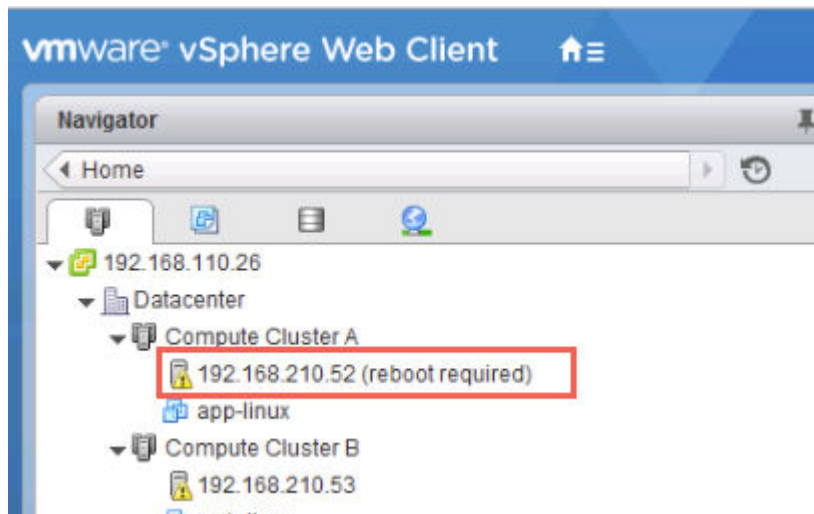 vmware® vSphere Web Client
Navigator
Home
192.168.110.26
Datacenter
Compute Cluster A
192.168.210.52 (reboot required)
app-linux
Compute Cluster B
192.168.210.53